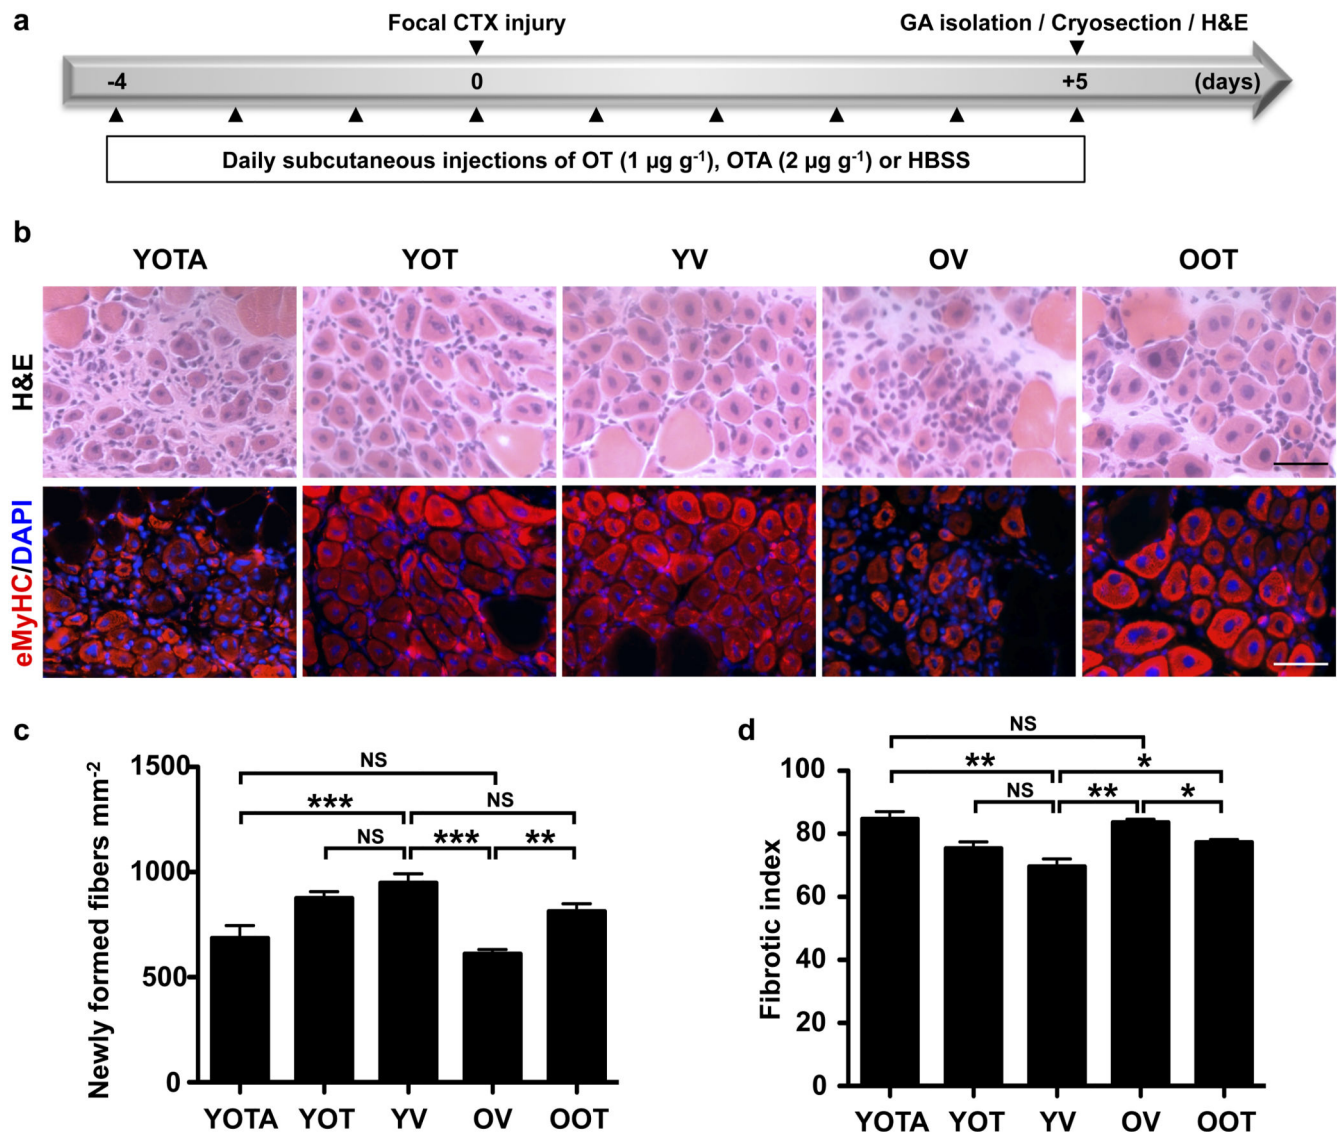 a
Focal CTX injury
GA isolation / Cryosection / H&E
-4
0
+5
(days)
Daily subcutaneous injections of OT (1 µg g⁻¹), OTA (2 µg g⁻¹) or HBSS
b
YOTA
YOT
YV
OV
OOT
H&E
eMyHC/DAPI
c
Newly formed fibers mm⁻²
1500
1000
500
0
NS
***
NS
NS
***
**
YOTA
YOT
YV
OV
OOT
d
Fibrotic index
100
80
60
40
20
0
NS
**
*
NS
**
*
YOTA
YOT
YV
OV
OOT